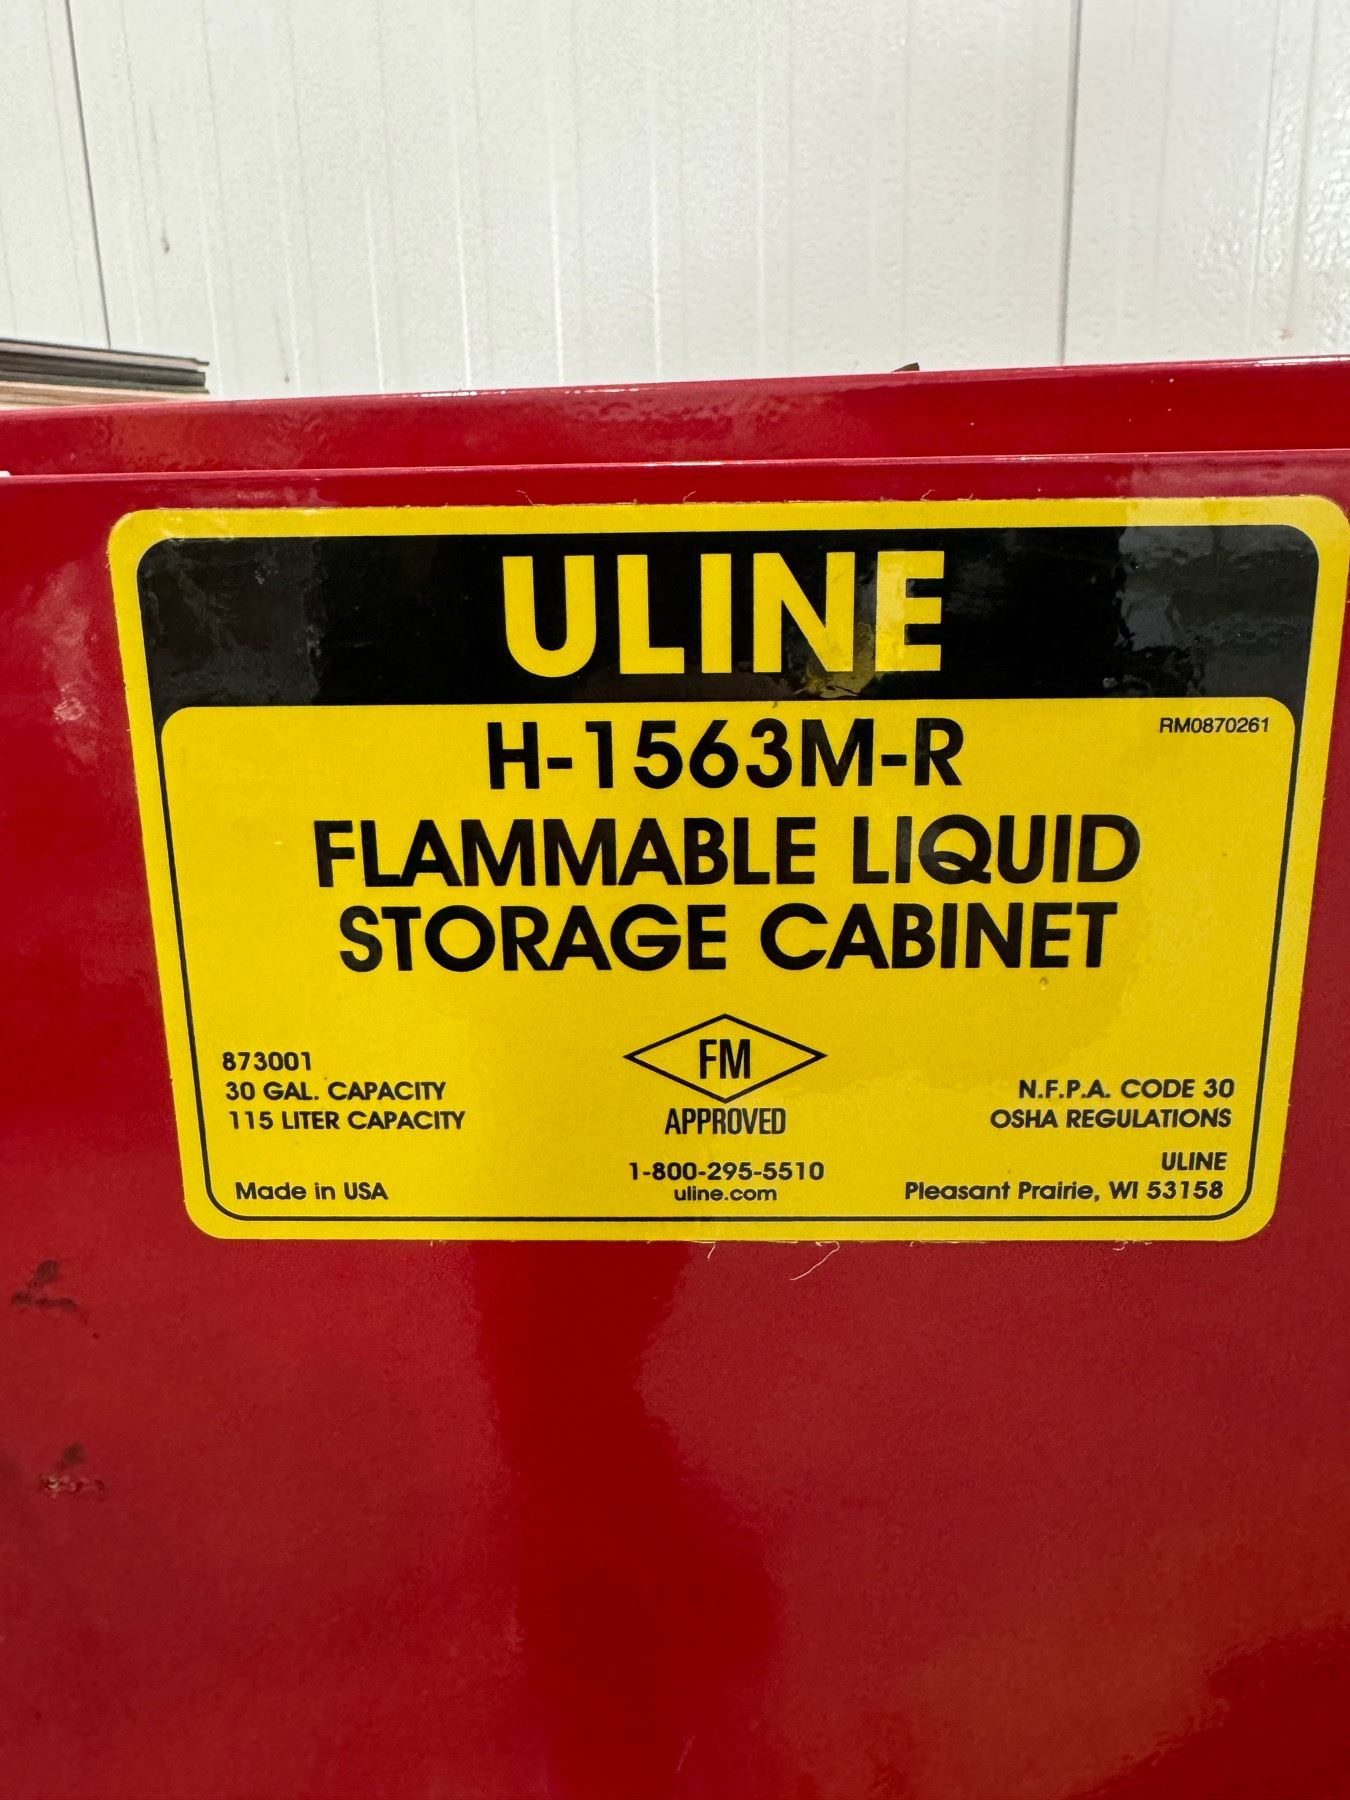 ULINE
H-1563M-R
RM0870261
FLAMMABLE LIQUID
STORAGE CABINET
873001
30 GAL. CAPACITY
115 LITER CAPACITY
Made in USA
FM
APPROVED
1-800-295-5510
uline.com
N.F.P.A. CODE 30
OSHA REGULATIONS
ULINE
Pleasant Prairie, WI 53158